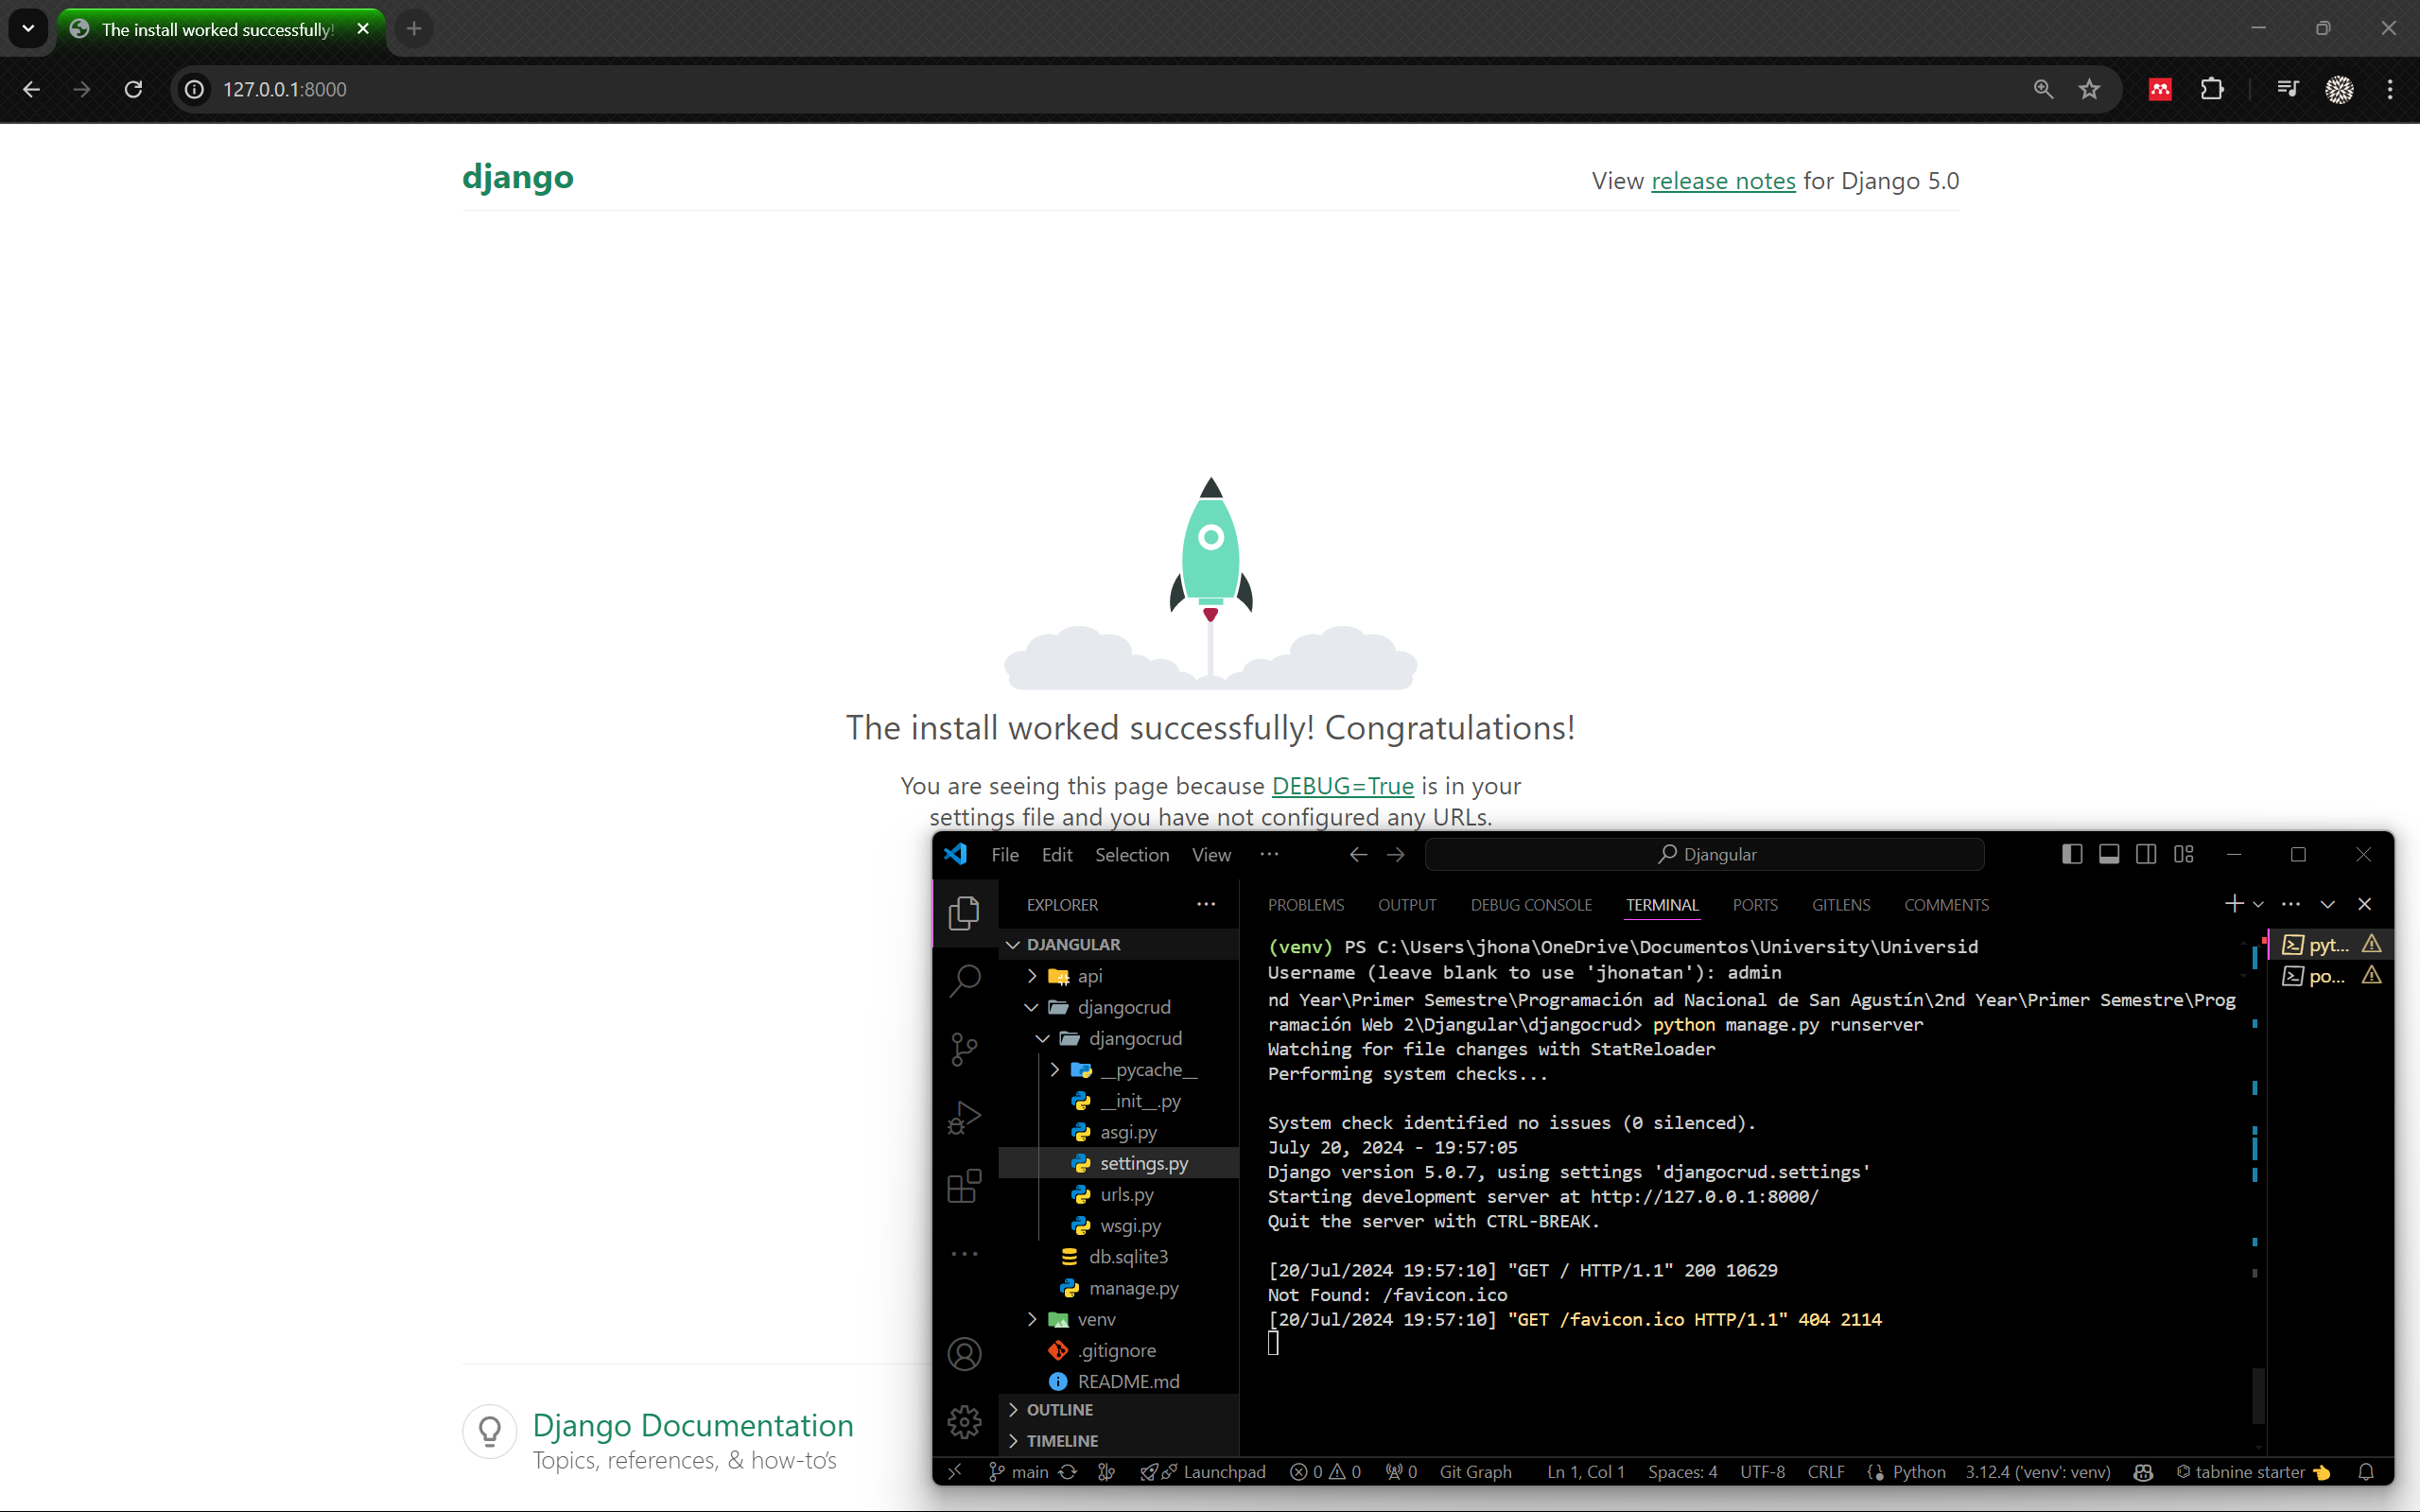 The install worked successfully!
127.0.0.1:8000
django
View release notes for Django 5.0
The install worked successfully! Congratulations!
You are seeing this page because DEBUG=True is in your
settings file and you have not configured any URLs.
Django Documentation
Topics, references, & how-to's
File Edit Selection View ···
Djangular
EXPLORER
DJANGULAR
api
djangocrud
djangocrud
__pycache__
__init__.py
asgi.py
settings.py
urls.py
wsgi.py
db.sqlite3
manage.py
venv
.gitignore
README.md
OUTLINE
TIMELINE
PROBLEMS OUTPUT DEBUG CONSOLE TERMINAL PORTS GITLENS COMMENTS
(venv) PS C:\Users\jhona\OneDrive\Documentos\University\Universid
Username (leave blank to use 'jhonatan'): admin
nd Year\Primer Semestre\Programación ad Nacional de San Agustín\2nd Year\Primer Semestre\Prog
ramación Web 2\Djangular\djangocrud> python manage.py runserver
Watching for file changes with StatReloader
Performing system checks...
System check identified no issues (0 silenced).
July 20, 2024 - 19:57:05
Django version 5.0.7, using settings 'djangocrud.settings'
Starting development server at http://127.0.0.1:8000/
Quit the server with CTRL-BREAK.
[20/Jul/2024 19:57:10] "GET / HTTP/1.1" 200 10629
Not Found: /favicon.ico
[20/Jul/2024 19:57:10] "GET /favicon.ico HTTP/1.1" 404 2114
pyt...
po...
main Launchpad 0 0 0 Git Graph Ln 1, Col 1 Spaces: 4 UTF-8 CRLF Python 3.12.4 ('venv': venv) tabnine starter